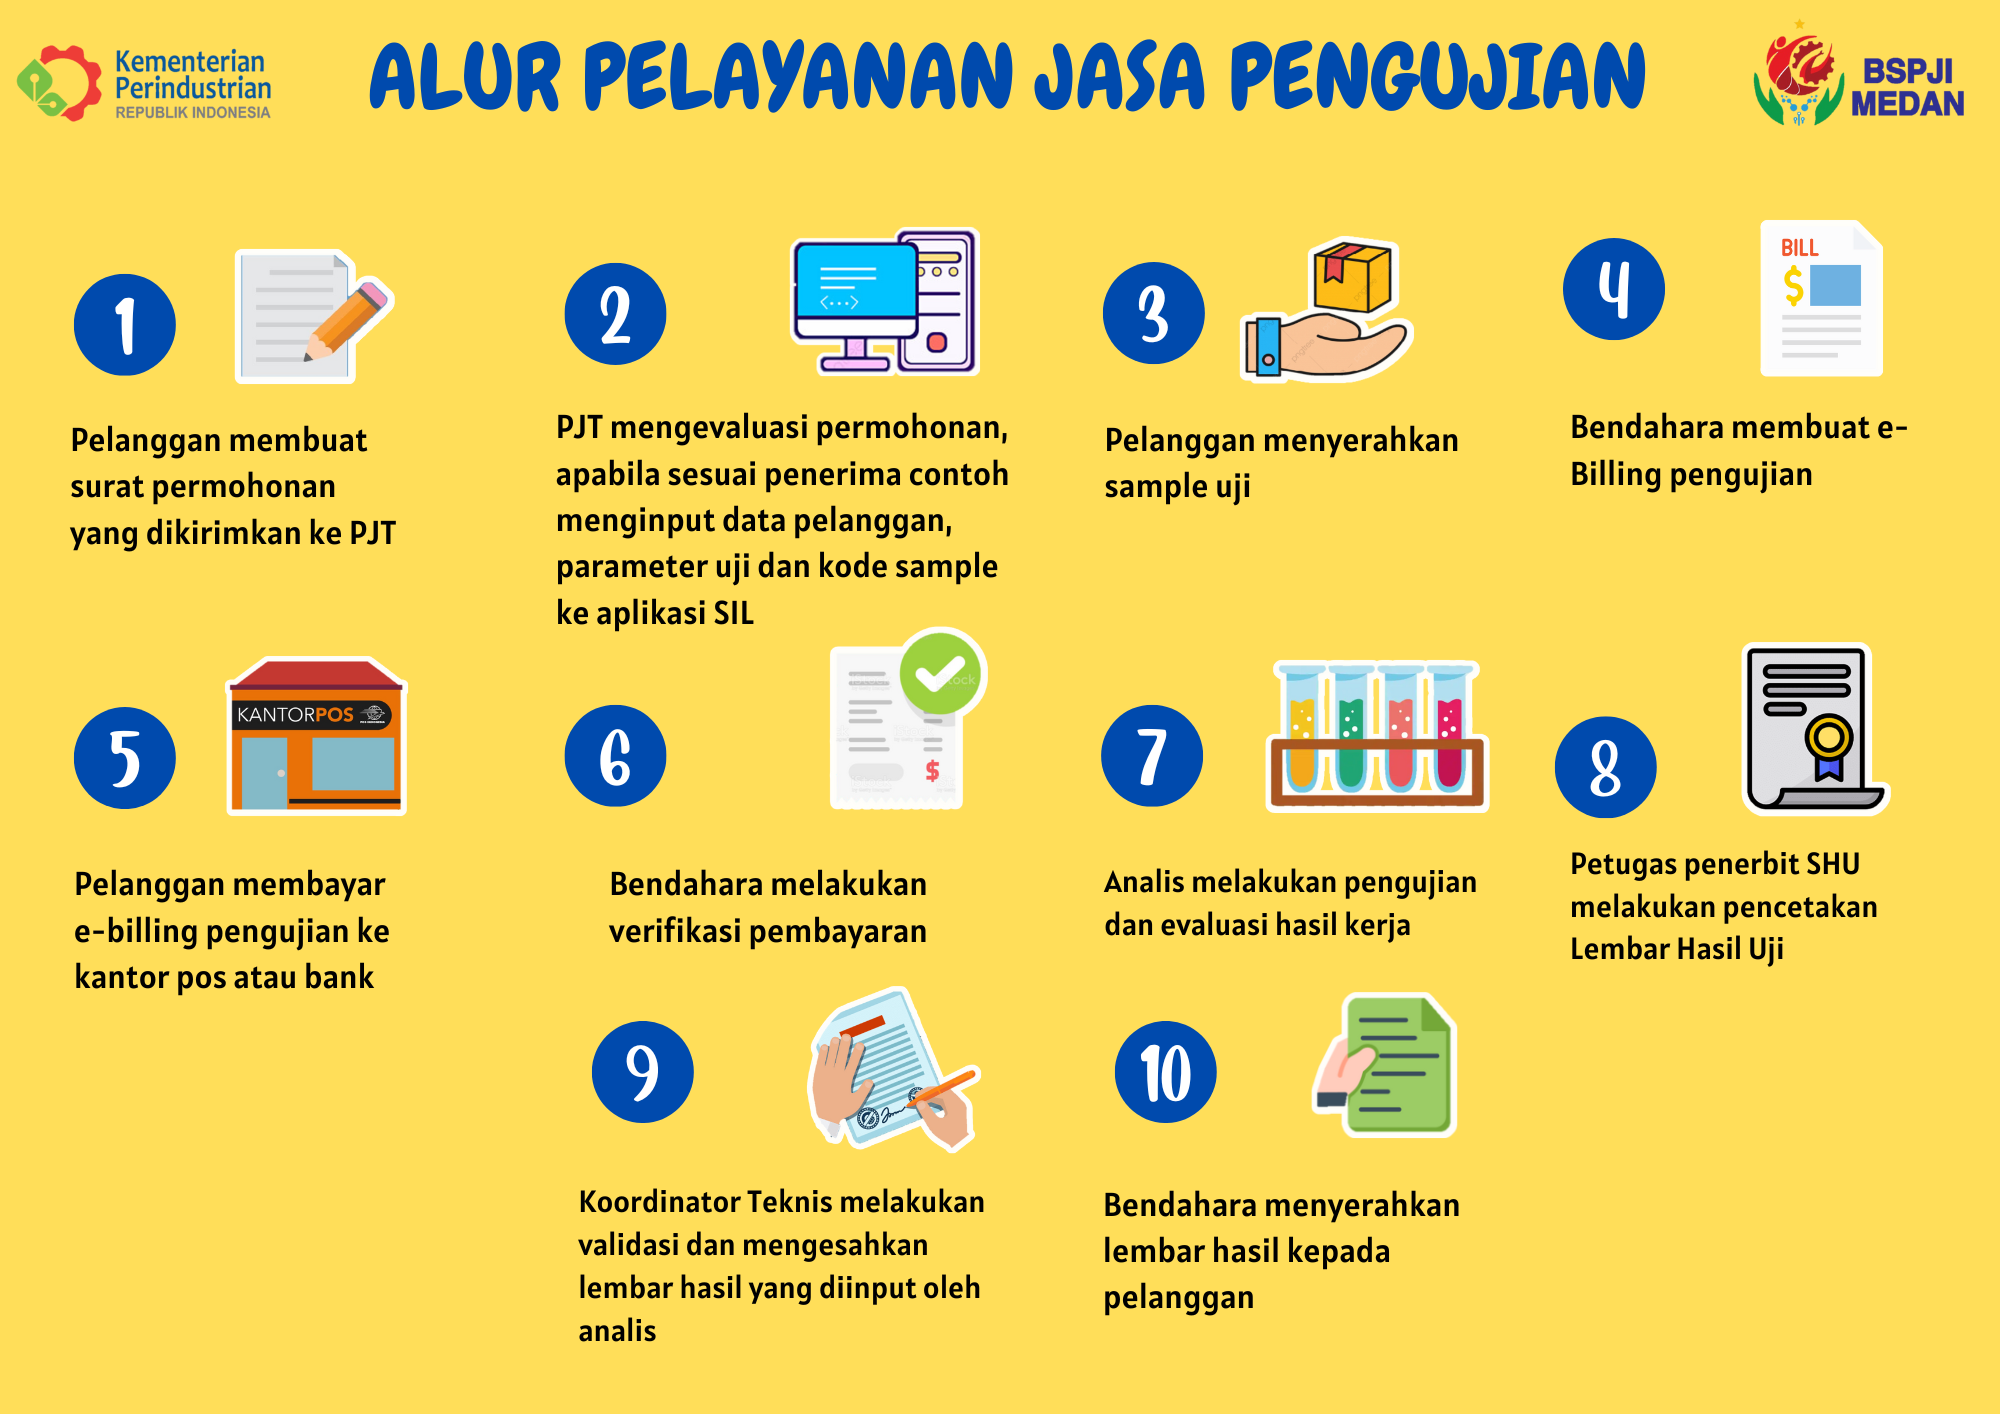 Kementerian
Perindustrian
REPUBLIK INDONESIA
ALUR PELAYANAN JASA PENGUJIAN
BSPJI
MEDAN
1
Pelanggan membuat
surat permohonan
yang dikirimkan ke PJT
2
PJT mengevaluasi permohonan,
apabila sesuai penerima contoh
menginput data pelanggan,
parameter uji dan kode sample
ke aplikasi SIL
3
Pelanggan menyerahkan
sample uji
4
BILL
$
Bendahara membuat e-
Billing pengujian
5
KANTORPOS
Pelanggan membayar
e-billing pengujian ke
kantor pos atau bank
6
$
Bendahara melakukan
verifikasi pembayaran
7
Analis melakukan pengujian
dan evaluasi hasil kerja
8
Petugas penerbit SHU
melakukan pencetakan
Lembar Hasil Uji
9
Koordinator Teknis melakukan
validasi dan mengesahkan
lembar hasil yang diinput oleh
analis
10
Bendahara menyerahkan
lembar hasil kepada
pelanggan